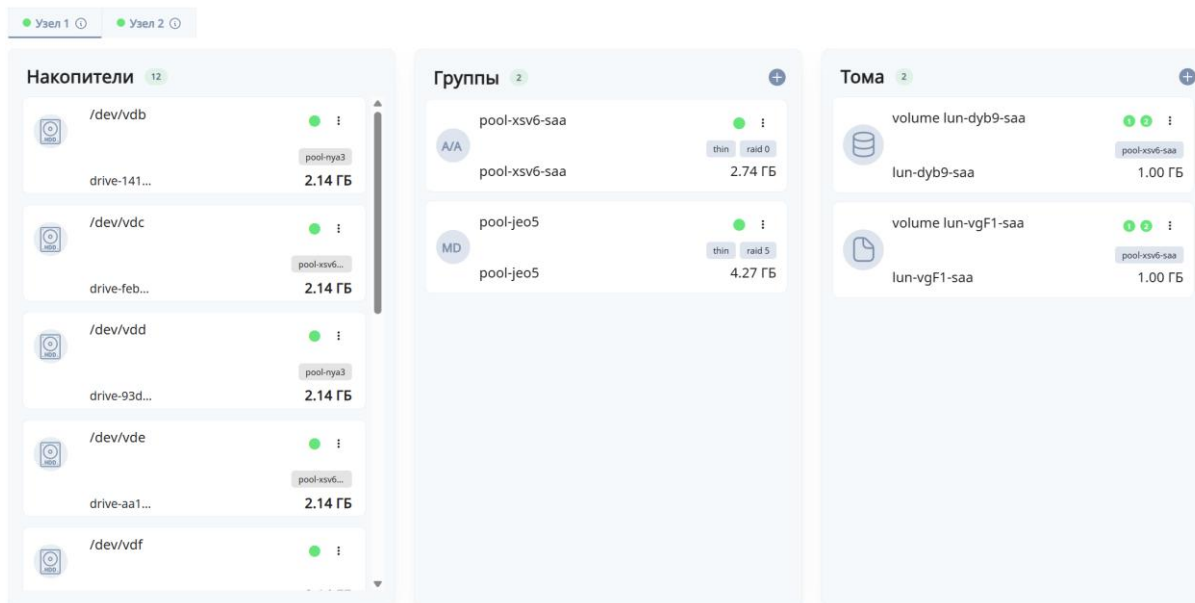 Узел 1
Узел 2
Накопители 12
/dev/vdb
pool-nya3
drive-141... 2.14 ГБ
/dev/vdc
pool-xsv6...
drive-feb... 2.14 ГБ
/dev/vdd
pool-nya3
drive-93d... 2.14 ГБ
/dev/vde
pool-xsv6...
drive-aa1... 2.14 ГБ
/dev/vdf
Группы 2
pool-xsv6-saa
A/A
thin raid 0
pool-xsv6-saa 2.74 ГБ
pool-jeo5
MD
thin raid 5
pool-jeo5 4.27 ГБ
Тома 2
volume lun-dyb9-saa 1 2
pool-xsv6-saa
lun-dyb9-saa 1.00 ГБ
volume lun-vgF1-saa 1 2
pool-xsv6-saa
lun-vgF1-saa 1.00 ГБ